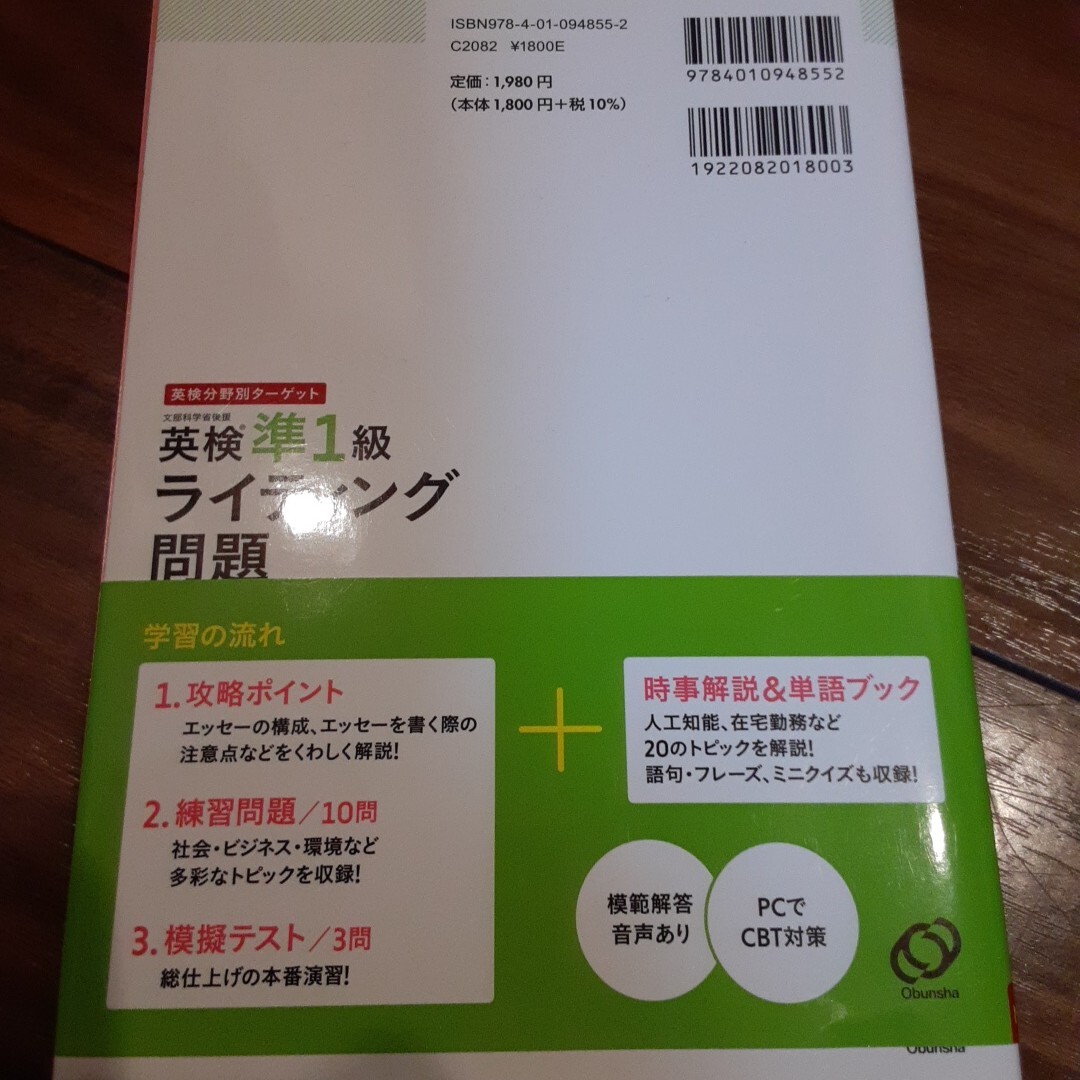 ISBN978-4-01-094855-2
C2082 ¥1800E
定価：1,980円
（本体1,800円＋税10%）
9784010948552
1922082018003
英検分野別ターゲット
文部科学省後援
英検®準1級
ライティング
問題
学習の流れ
1. 攻略ポイント
エッセーの構成、エッセーを書く際の
注意点などをくわしく解説！
2. 練習問題／10問
社会・ビジネス・環境など
多彩なトピックを収録！
3. 模擬テスト／3問
総仕上げの本番演習！
＋
時事解説＆単語ブック
人工知能、在宅勤務など
20のトピックを解説！
語句・フレーズ、ミニクイズも収録！
模範解答
音声あり
PCで
CBT対策
Obunsha
Obunsha